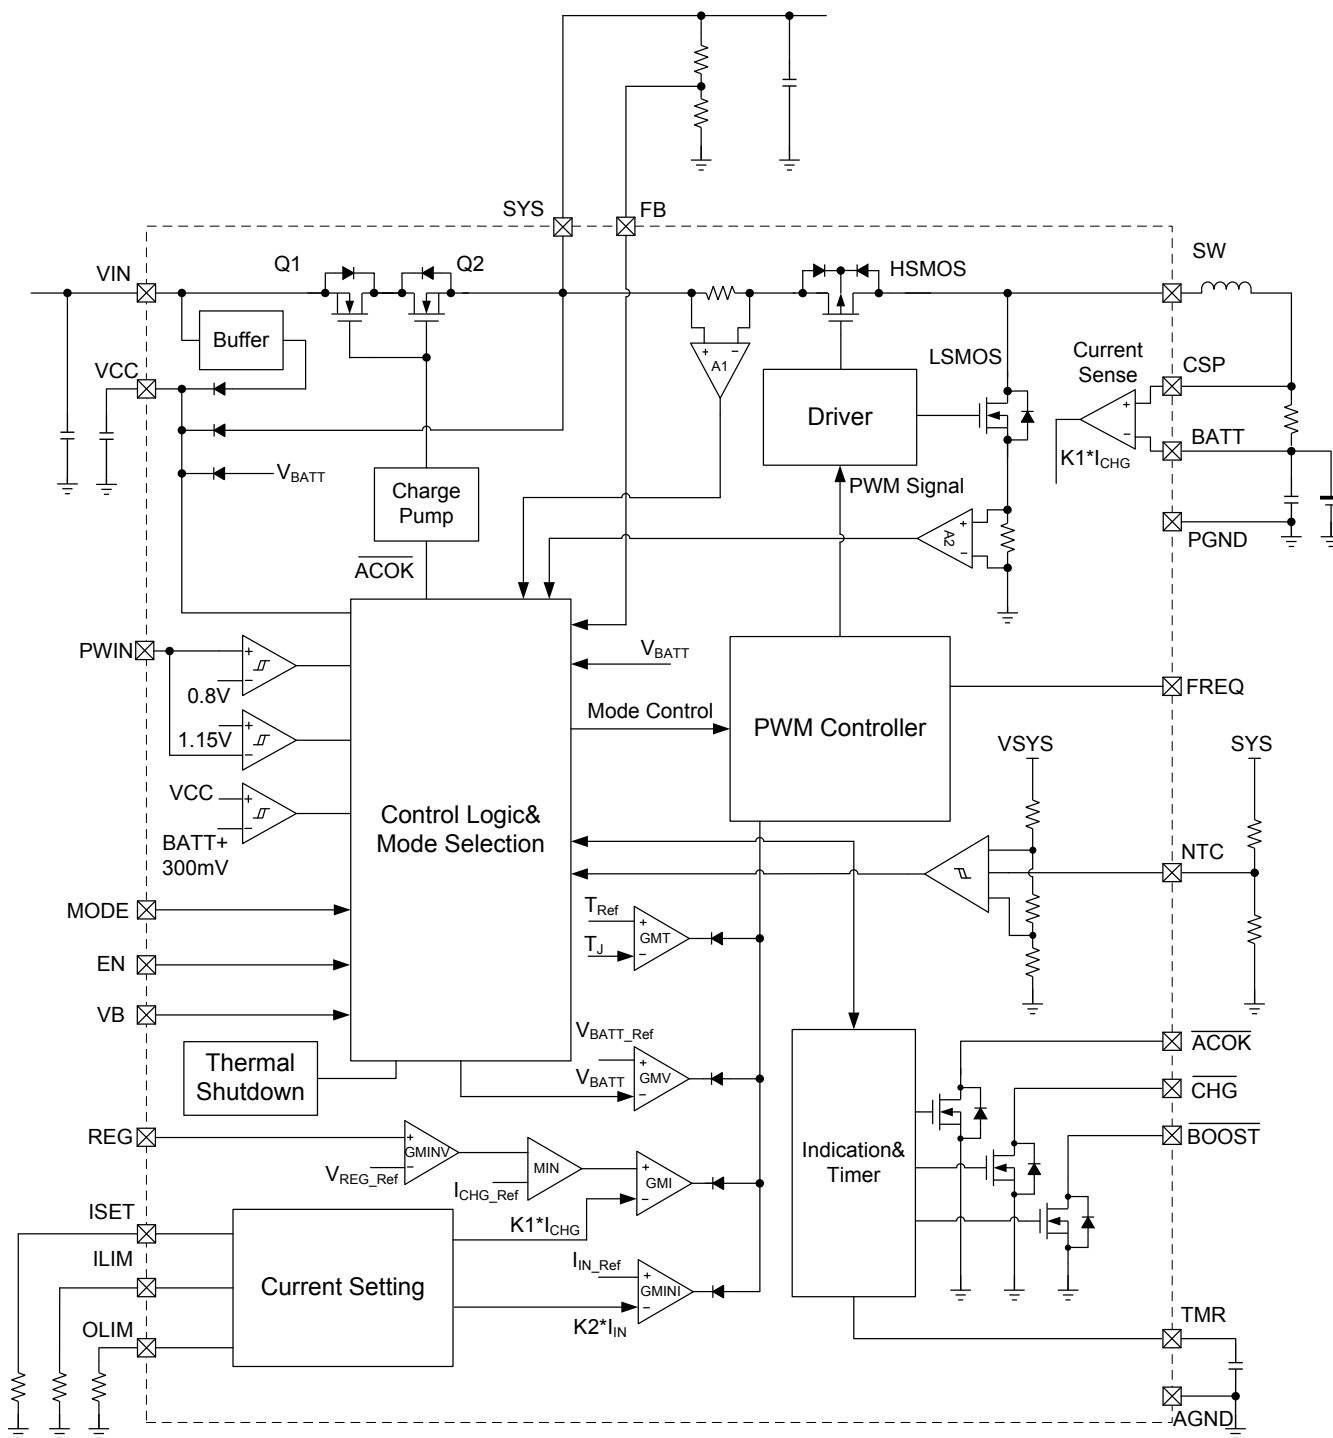 SYS
FB
VIN
Q1
Q2
HSMOS
SW
Buffer
A1
LSMOS
Current
Sense
CSP
VCC
Driver
K1*I_CHG
BATT
V_BATT
Charge
Pump
PWM Signal
A2
PGND
ACOK
PWIN
+
-
0.8V
V_BATT
FREQ
Mode Control
PWM Controller
1.15V
VSYS
SYS
VCC
BATT+
300mV
Control Logic&
Mode Selection
NTC
MODE
T_Ref
GMT
T_J
EN
VB
V_BATT_Ref
V_BATT
GMV
Thermal
Shutdown
ACOK
CHG
BOOST
Indication&
Timer
REG
GMINV
V_REG_Ref
MIN
I_CHG_Ref
GMI
K1*I_CHG
ISET
ILIM
Current Setting
I_IN_Ref
GMINI
K2*I_IN
OLIM
TMR
AGND